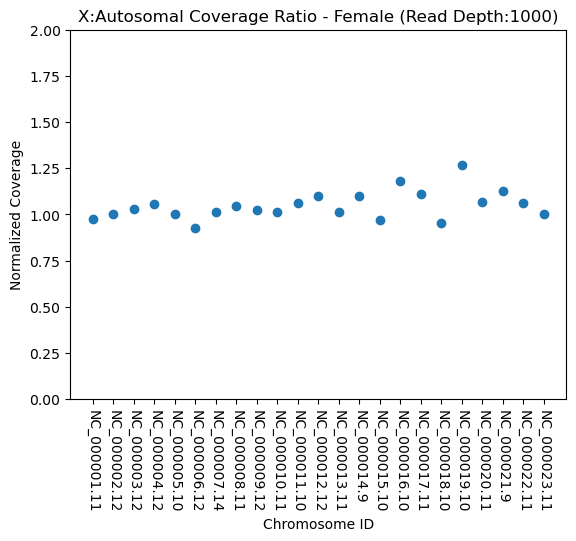 X:Autosomal Coverage Ratio - Female (Read Depth:1000)
2.00
1.75
1.50
1.25
1.00
0.75
0.50
0.25
0.00
Normalized Coverage
NC_000001.11
NC_000002.12
NC_000003.12
NC_000004.12
NC_000005.10
NC_000006.12
NC_000007.14
NC_000008.11
NC_000009.12
NC_000010.11
NC_000011.10
NC_000012.12
NC_000013.11
NC_000014.9
NC_000015.10
NC_000016.10
NC_000017.11
NC_000018.10
NC_000019.10
NC_000020.11
NC_000021.9
NC_000022.11
NC_000023.11
Chromosome ID